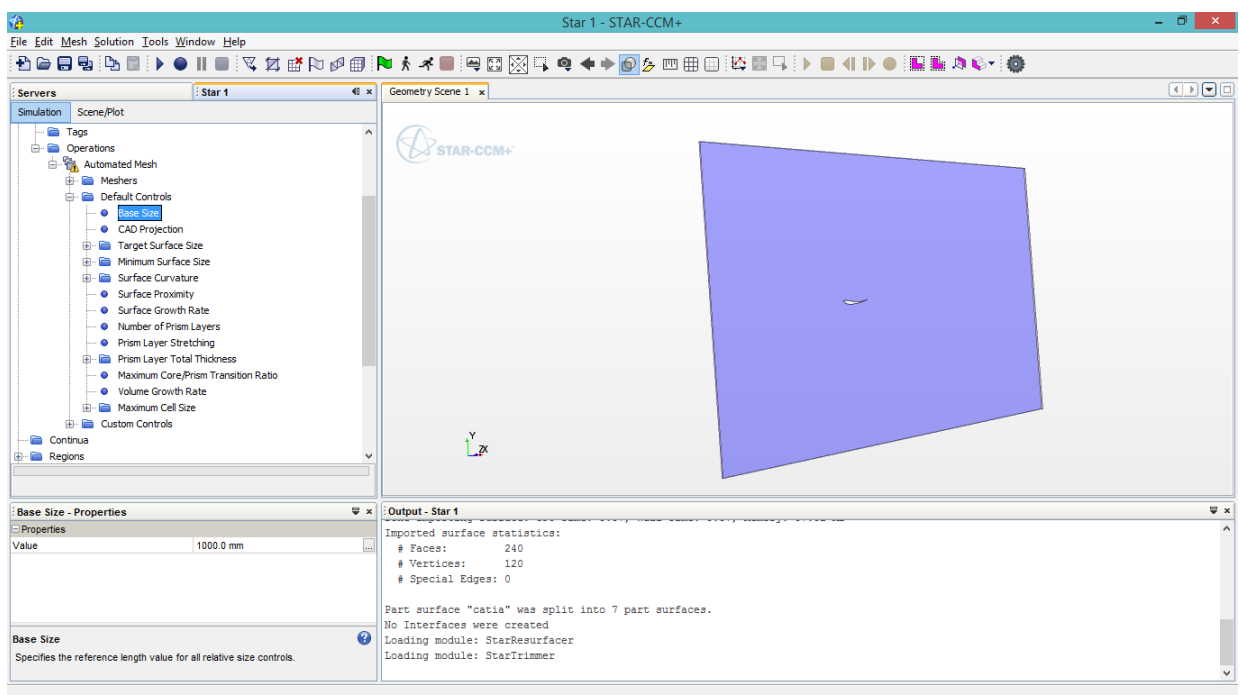 Star 1 - STAR-CCM+
File Edit Mesh Solution Tools Window Help
Servers
Star 1
Simulation Scene/Plot
Tags
Operations
Automated Mesh
Meshers
Default Controls
Base Size
CAD Projection
Target Surface Size
Minimum Surface Size
Surface Curvature
Surface Proximity
Surface Growth Rate
Number of Prism Layers
Prism Layer Stretching
Prism Layer Total Thickness
Maximum Core/Prism Transition Ratio
Volume Growth Rate
Maximum Cell Size
Custom Controls
Continua
Regions
Base Size - Properties
Properties
Value 1000.0 mm
Base Size
Specifies the reference length value for all relative size controls.
Geometry Scene 1
STAR-CCM+
Y
ZX
Output - Star 1
Imported surface statistics:
# Faces: 240
# Vertices: 120
# Special Edges: 0
Part surface "catia" was split into 7 part surfaces.
No Interfaces were created
Loading module: StarResurfacer
Loading module: StarTrimmer